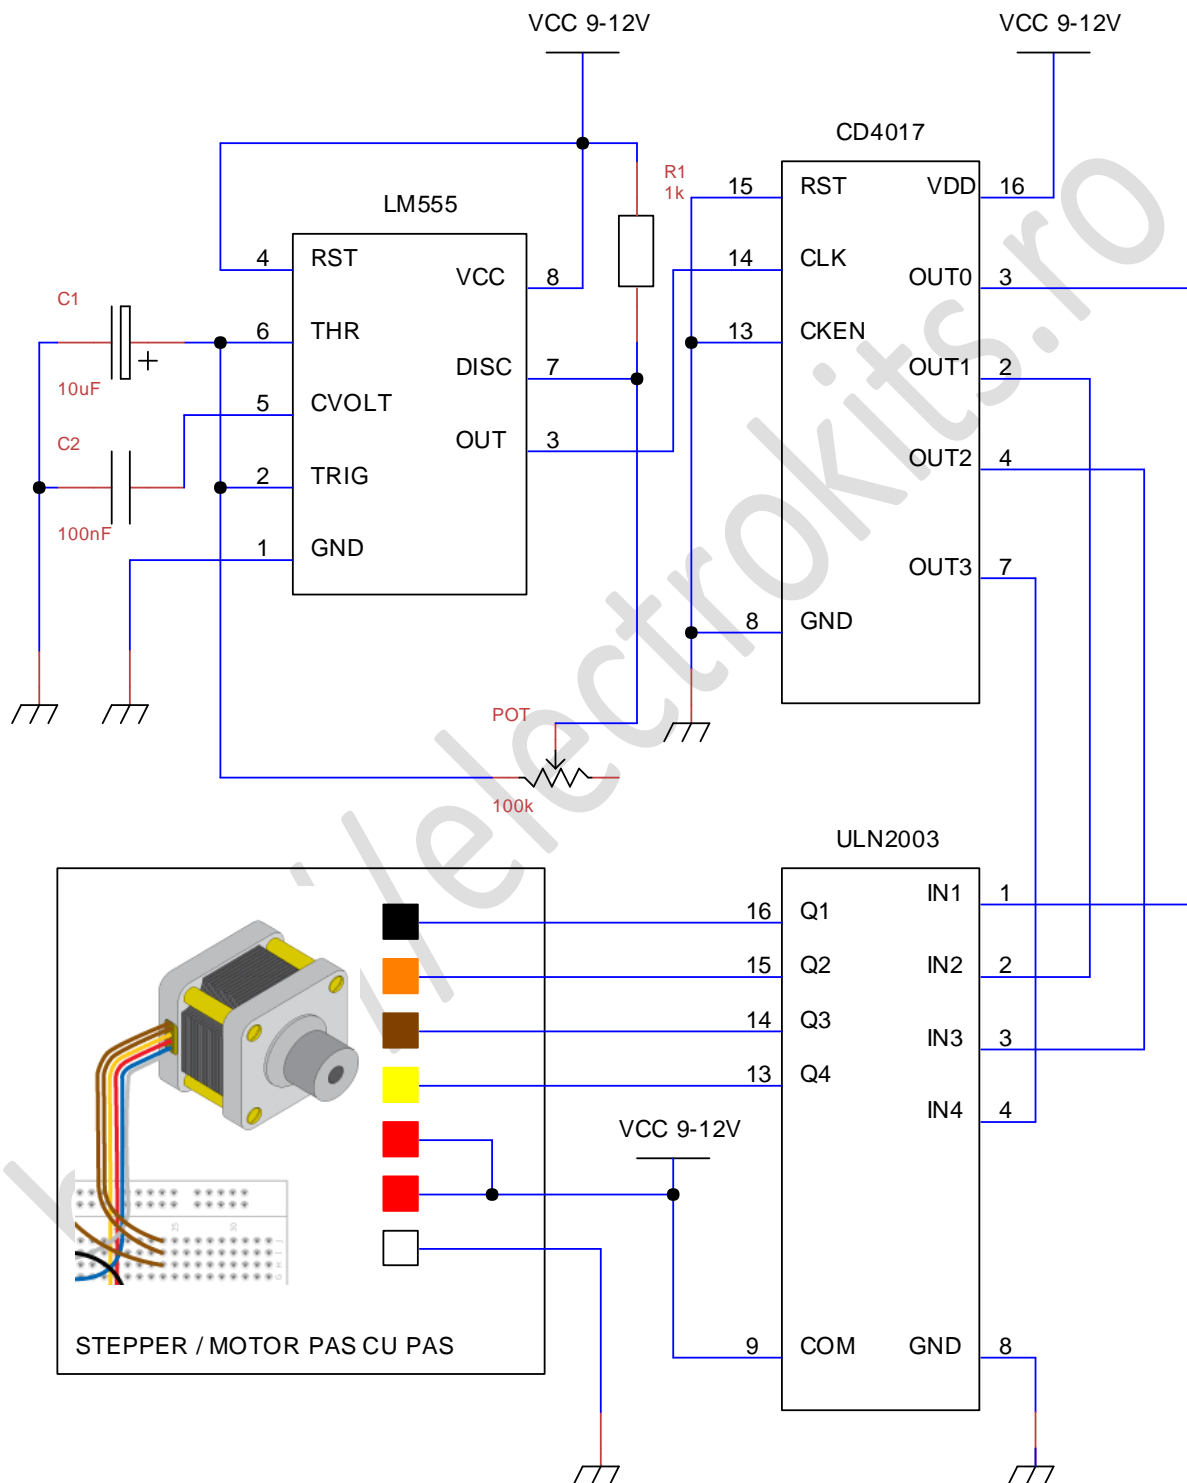 VCC 9-12V
VCC 9-12V
CD4017
R1
1k
15 RST VDD 16
LM555
4 RST
14 CLK
VCC 8
OUT0 3
C1
6 THR
13 CKEN
DISC 7
OUT1 2
+
10uF
5 CVOLT
C2
OUT 3
OUT2 4
2 TRIG
100nF
1 GND
OUT3 7
8 GND
POT
100k
ULN2003
16 Q1
IN1 1
15 Q2
IN2 2
14 Q3
IN3 3
13 Q4
IN4 4
VCC 9-12V
25 30
J
I
H
G
STEPPER / MOTOR PAS CU PAS
9 COM GND 8
i/electrokits.ro